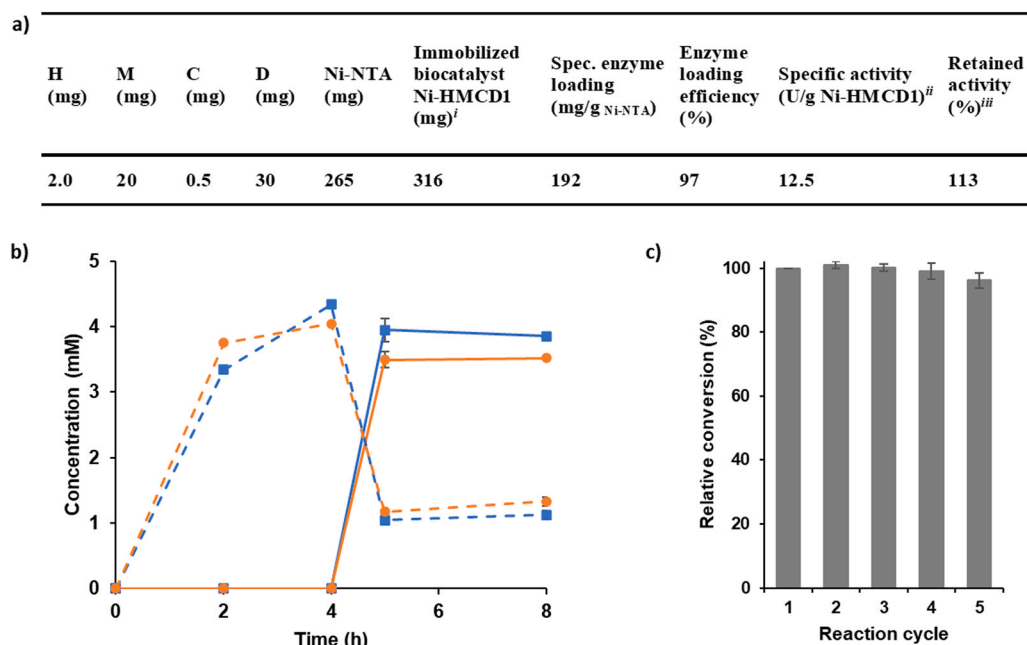 a)
H (mg) M (mg) C (mg) D (mg) Ni-NTA (mg) Immobilized biocatalyst Ni-HMCD1 (mg)i Spec. enzyme loading (mg/g Ni-NTA) Enzyme loading efficiency (%) Specific activity (U/g Ni-HMCD1)ii Retained activity (%)iii
2.0 20 0.5 30 265 316 192 97 12.5 113
b)
5
4
3
2
1
0
Concentration (mM)
0 2 4 6 8
Time (h)
c)
100
80
60
40
20
0
Relative conversion (%)
1 2 3 4 5
Reaction cycle